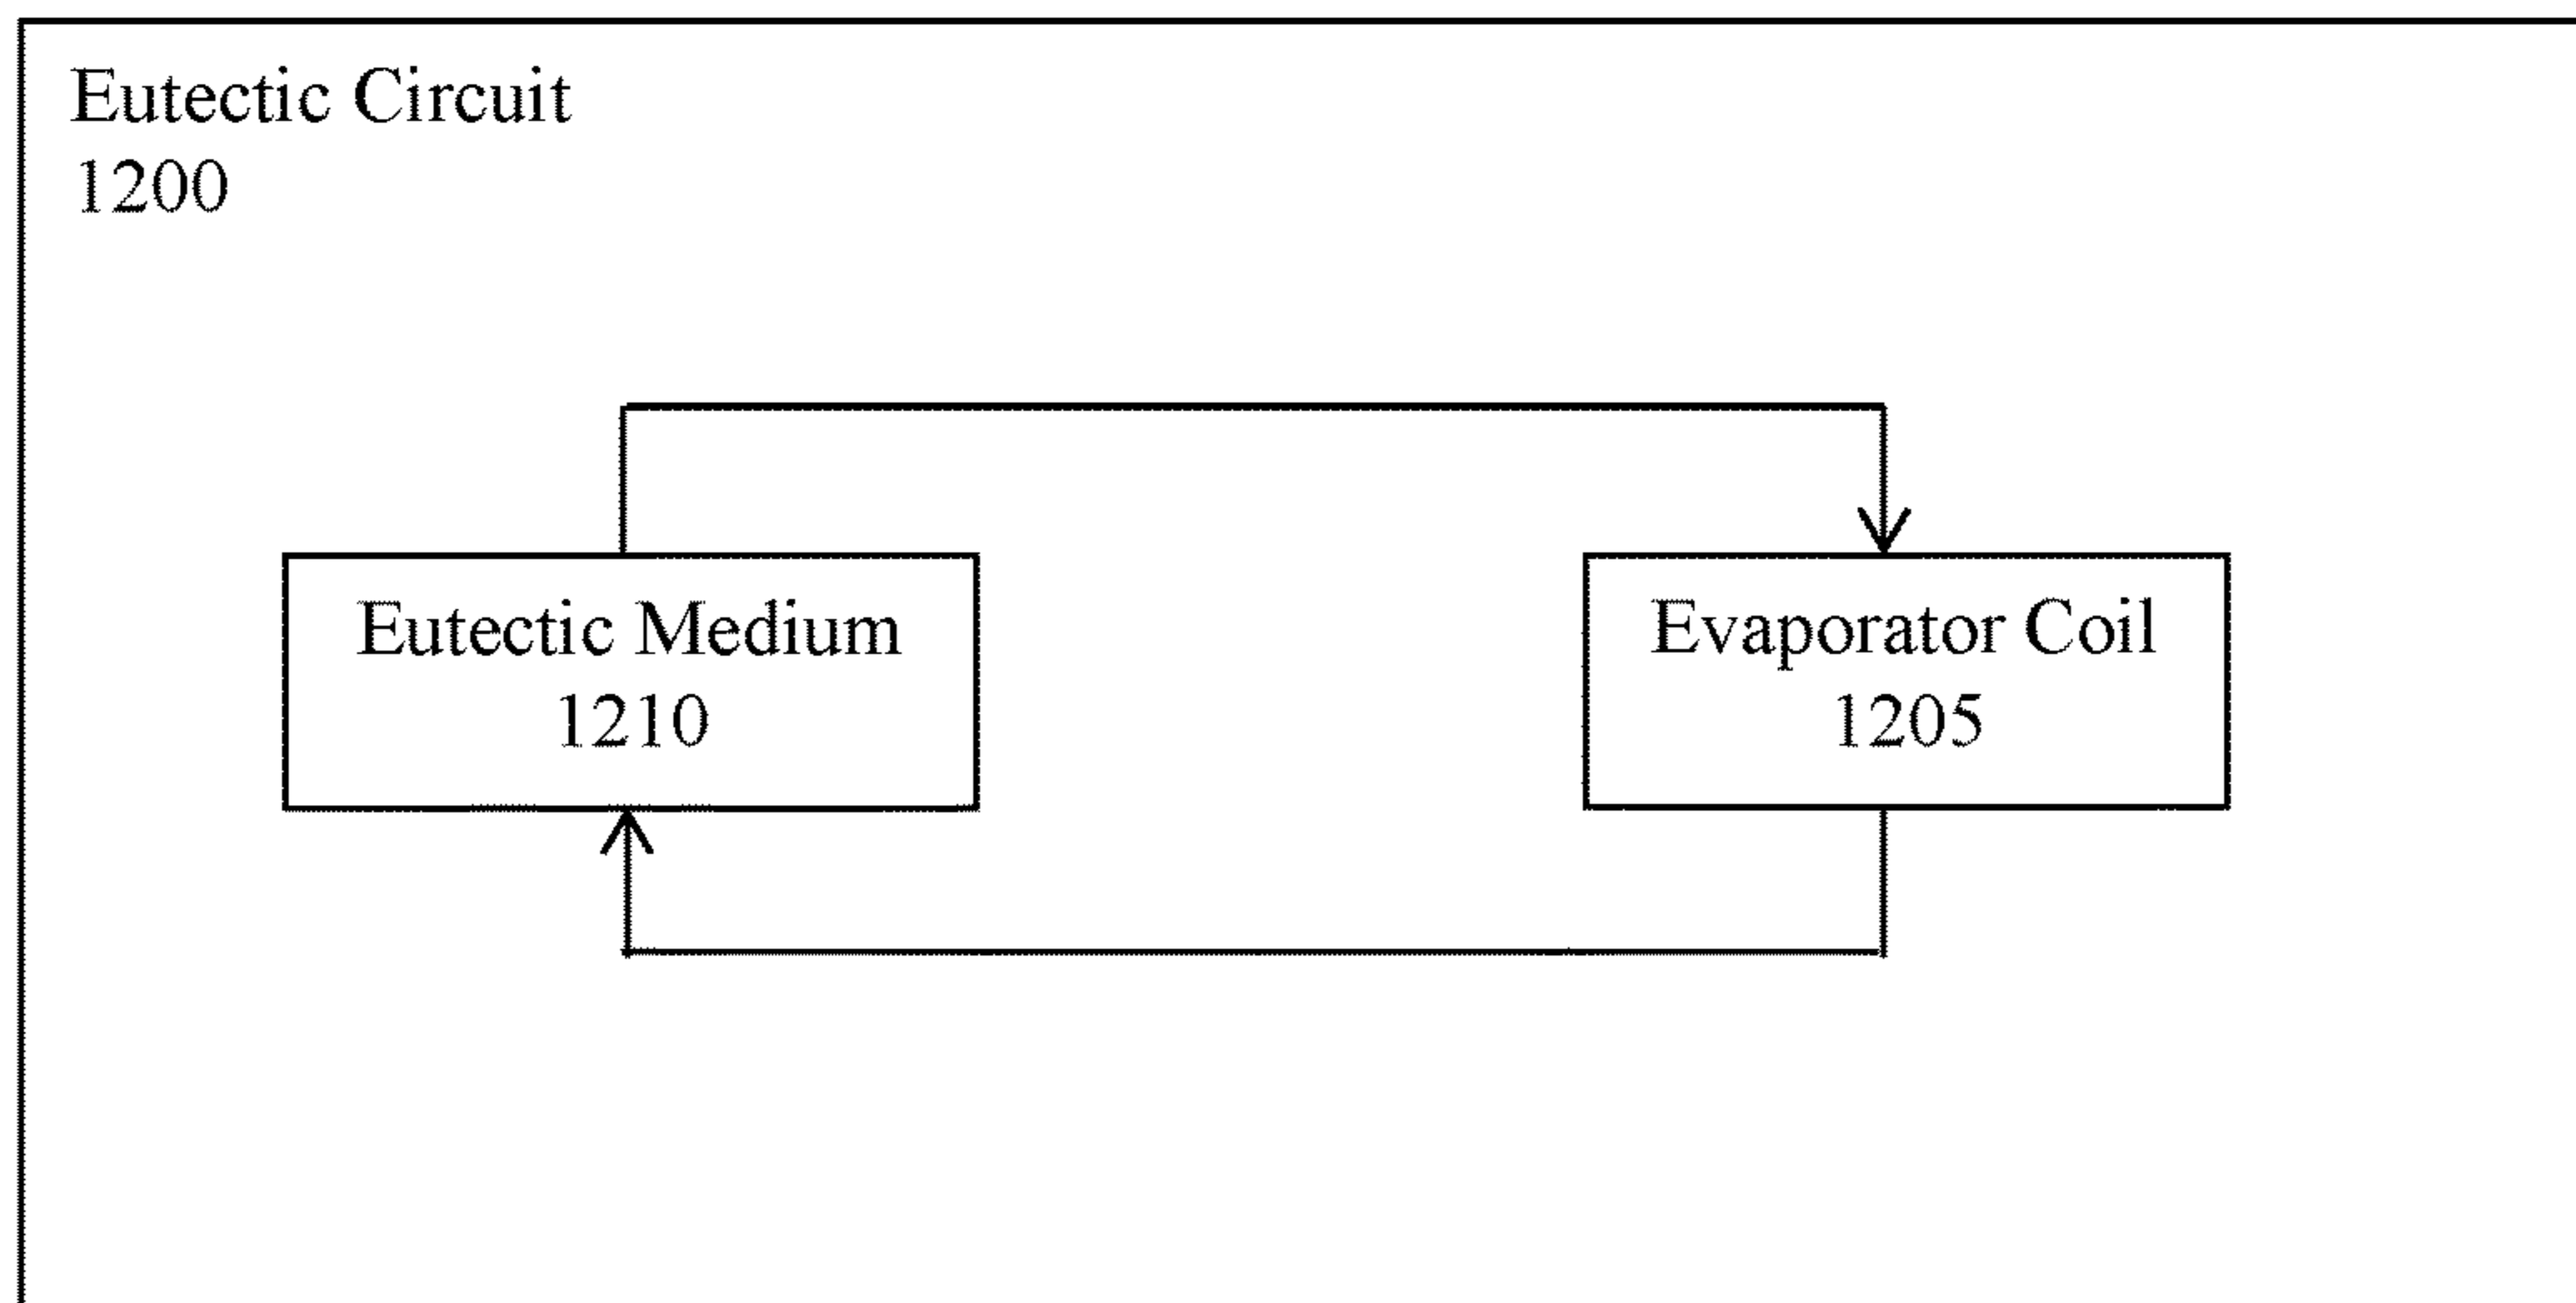 Eutectic Circuit
1200
Eutectic Medium
1210
Evaporator Coil
1205